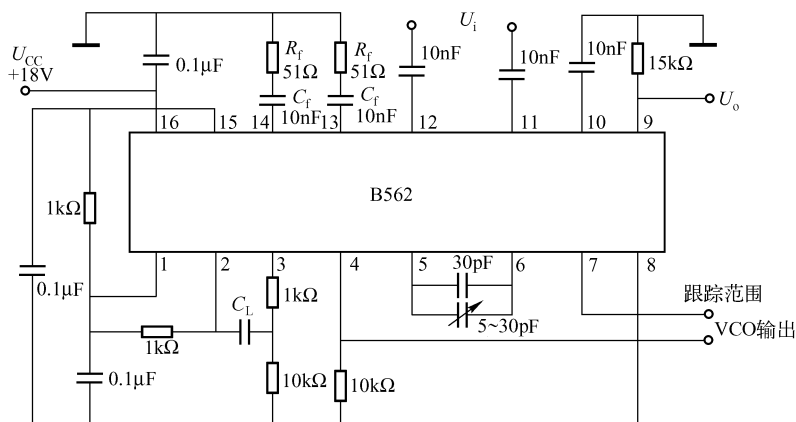 U_CC
+18V
0.1μF
R_f
51Ω
C_f
10nF
R_f
51Ω
C_f
10nF
U_i
10nF
10nF
10nF
15kΩ
U_o
16
15
14
13
12
11
10
9
B562
1
2
3
4
5
6
7
8
1kΩ
0.1μF
1kΩ
C_L
1kΩ
30pF
5~30pF
跟踪范围
VCO输出
0.1μF
10kΩ
10kΩ